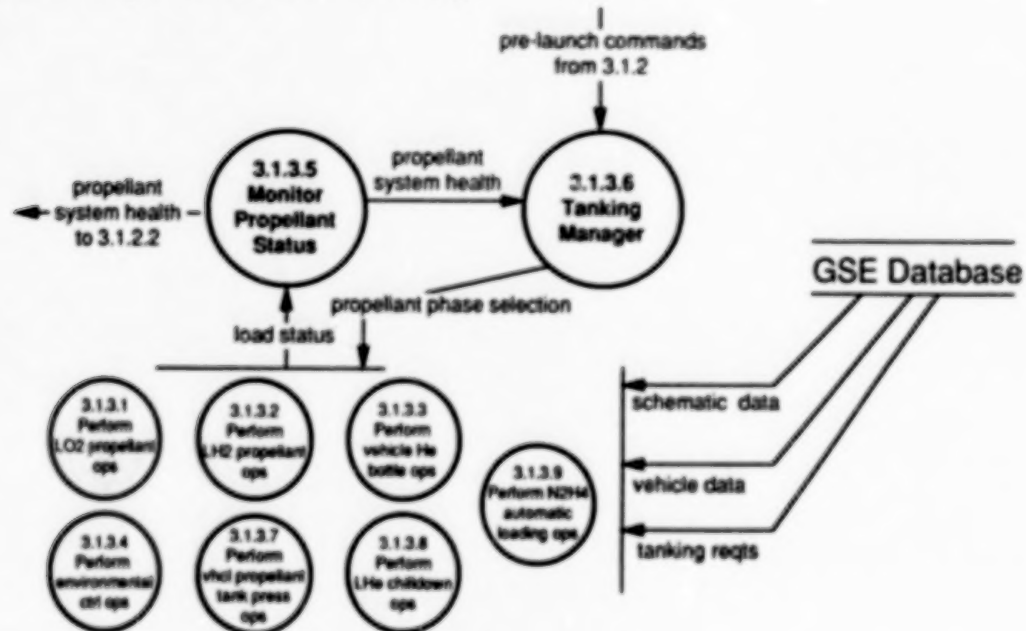 pre-launch commands
from 3.1.2
3.1.3.5
Monitor
Propellant
Status
propellant
system health
3.1.3.6
Tanking
Manager
propellant
system health
to 3.1.2.2
GSE Database
propellant phase selection
load status
schematic data
vehicle data
tanking reqts
3.1.3.1
Perform
LO2 propellant
ops
3.1.3.2
Perform
LH2 propellant
ops
3.1.3.3
Perform
vehicle He
bottle ops
3.1.3.9
Perform N2H4
automatic
loading ops
3.1.3.4
Perform
environmental
ctrl ops
3.1.3.7
Perform
vhcl propellant
tank press
ops
3.1.3.8
Perform
LHe chilldown
ops